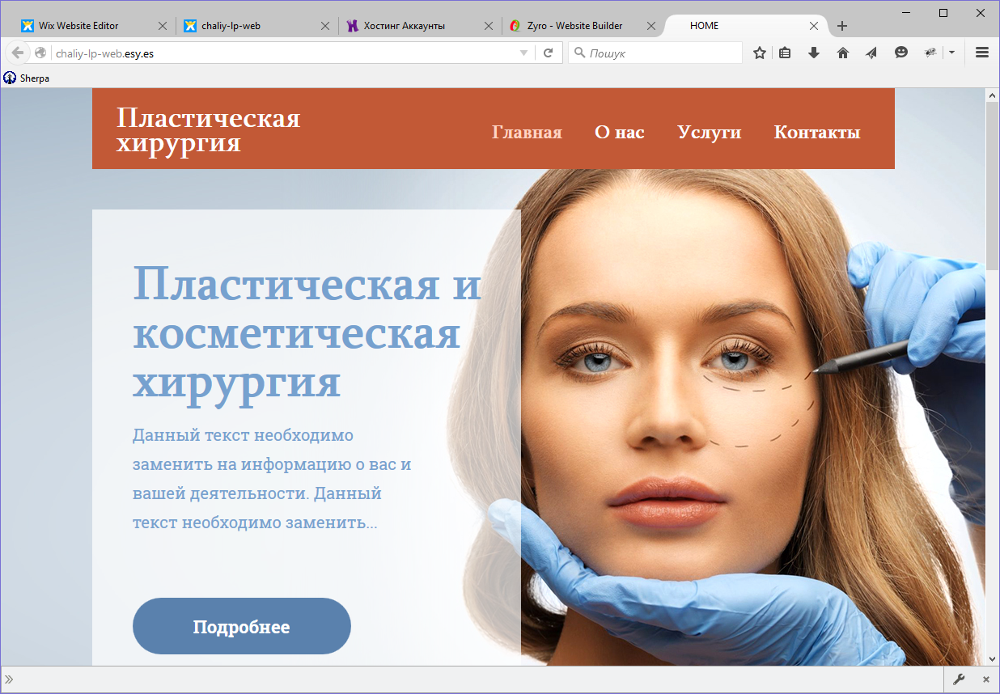 Wix Website Editor
chaliy-lp-web
Хостинг Аккаунты
Zyro - Website Builder
HOME
chaliy-lp-web.esy.es
Пошук
Sherpa
Пластическая
хирургия
Главная
О нас
Услуги
Контакты
Пластическая и
косметическая
хирургия
Данный текст необходимо
заменить на информацию о вас и
вашей деятельности. Данный
текст необходимо заменить...
Подробнее